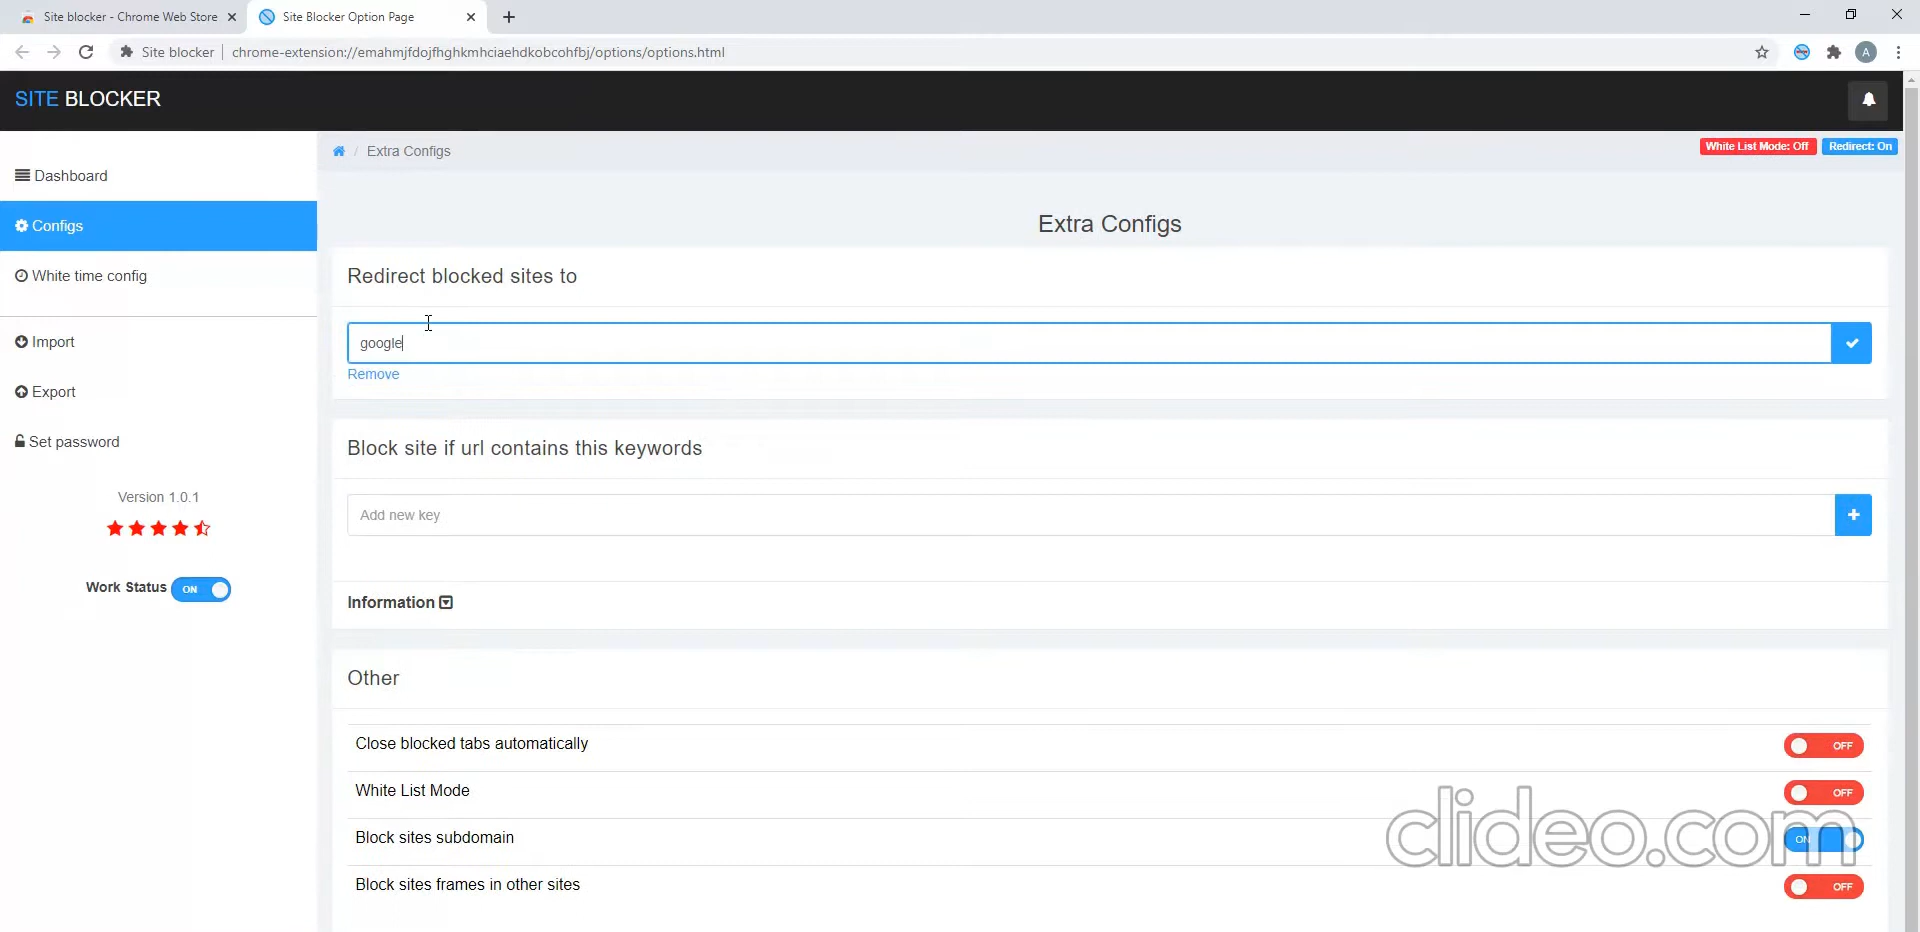 Site blocker - Chrome Web Store
Site Blocker Option Page
Site blocker
chrome-extension://emahmjfdojfhghkmhciaehdkobcohfbj/options/options.html
A
SITE BLOCKER
Extra Configs
White List Mode: Off
Redirect: On
Dashboard
Configs
White time config
Import
Export
Set password
Version 1.0.1
Work Status ON
Extra Configs
Redirect blocked sites to
google
Remove
Block site if url contains this keywords
Add new key
Information
Other
Close blocked tabs automatically OFF
White List Mode OFF
Block sites subdomain ON
Block sites frames in other sites OFF
clideo.com